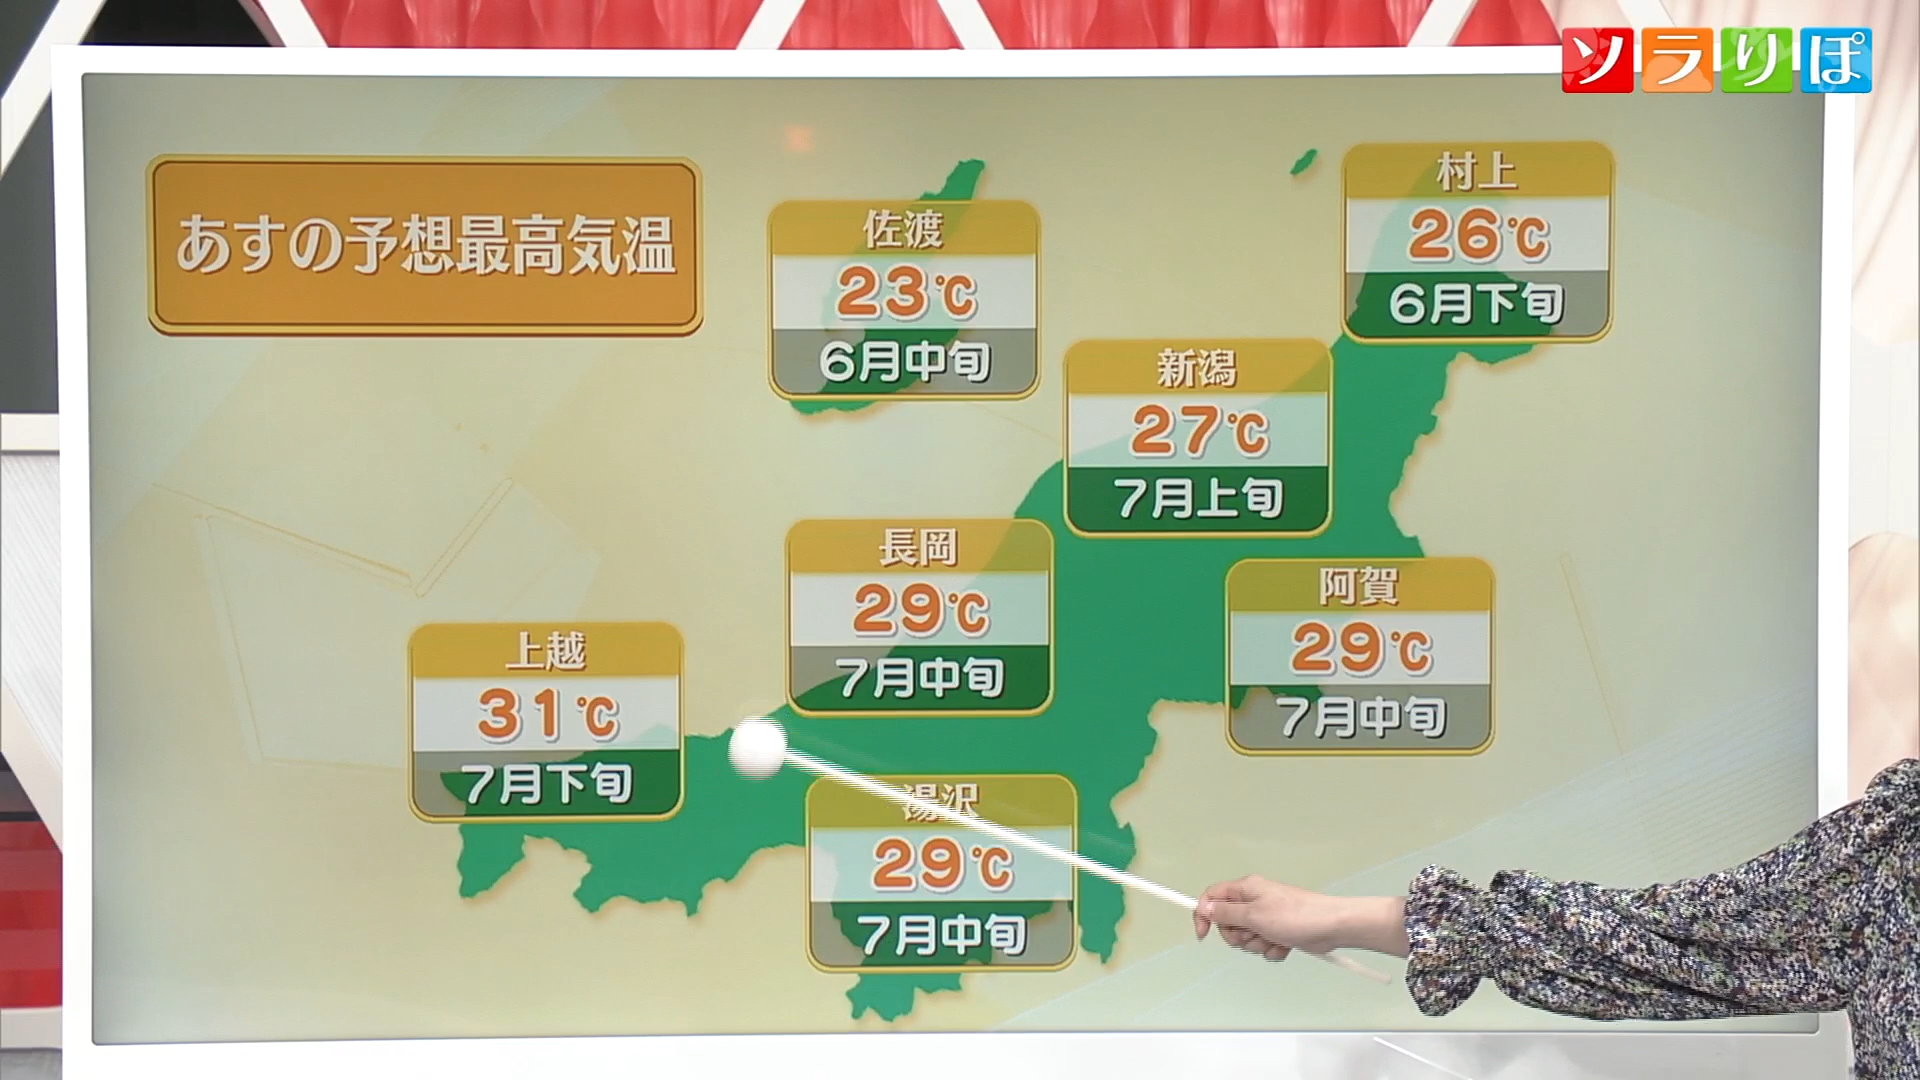 ソラりぽ
あすの予想最高気温
村上
26℃
6月下旬
佐渡
23℃
6月中旬
新潟
27℃
7月上旬
長岡
29℃
7月中旬
阿賀
29℃
7月中旬
上越
31℃
7月下旬
湯沢
29℃
7月中旬